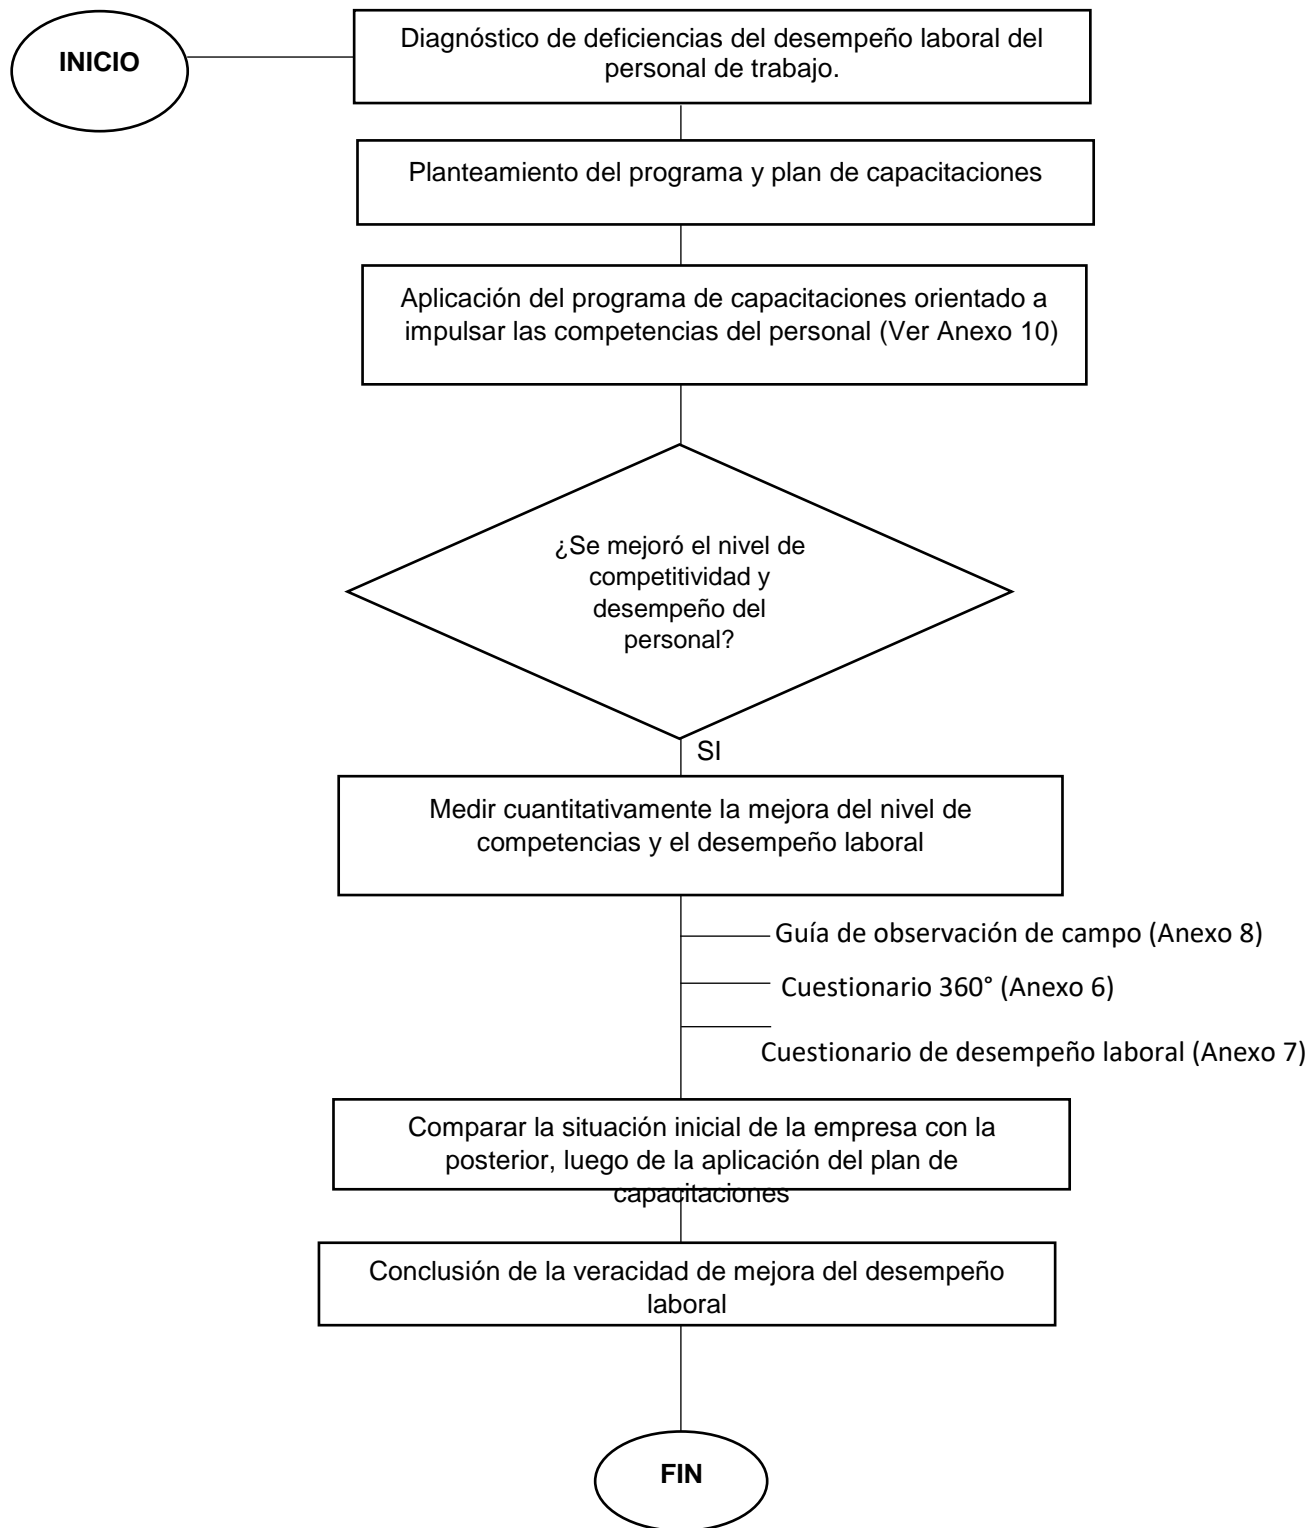 INICIO
Diagnóstico de deficiencias del desempeño laboral del
personal de trabajo.
Planteamiento del programa y plan de capacitaciones
Aplicación del programa de capacitaciones orientado a
impulsar las competencias del personal (Ver Anexo 10)
¿Se mejoró el nivel de
competitividad y
desempeño del
personal?
SI
Medir cuantitativamente la mejora del nivel de
competencias y el desempeño laboral
Guía de observación de campo (Anexo 8)
Cuestionario 360° (Anexo 6)
Cuestionario de desempeño laboral (Anexo 7)
Comparar la situación inicial de la empresa con la
posterior, luego de la aplicación del plan de
capacitaciones
Conclusión de la veracidad de mejora del desempeño
laboral
FIN